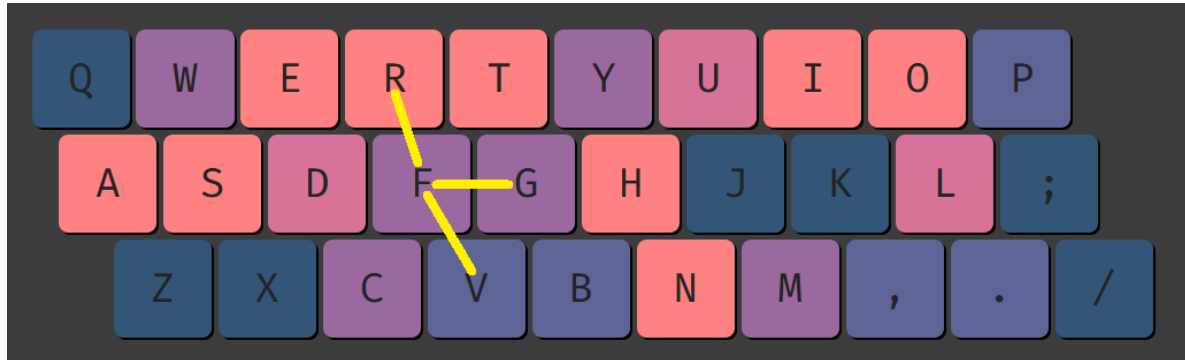 Q W E R T Y U I O P
A S D F G H J K L ;
Z X C V B N M , . /